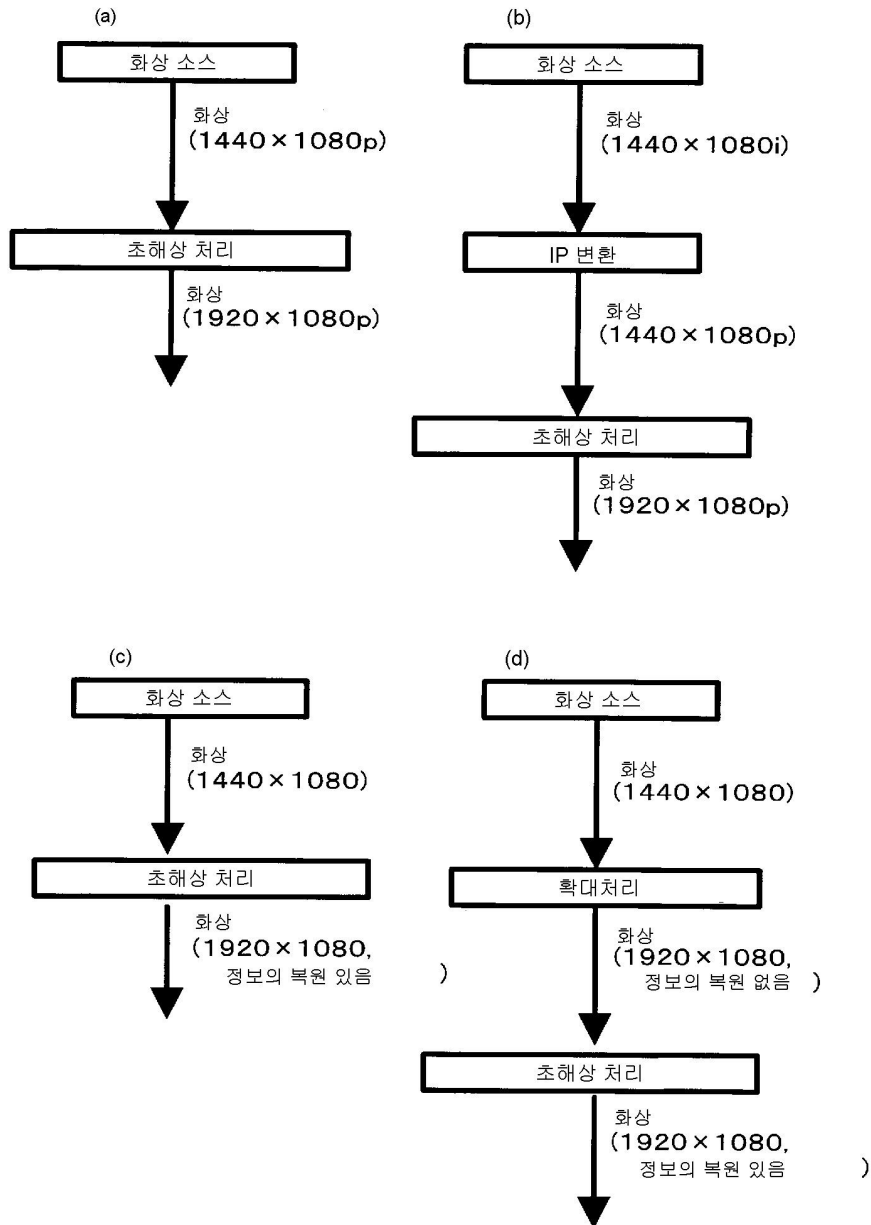 (a)
화상 소스
화상
(1440×1080p)
초해상 처리
화상
(1920×1080p)
(b)
화상 소스
화상
(1440×1080i)
IP 변환
화상
(1440×1080p)
초해상 처리
화상
(1920×1080p)
(c)
화상 소스
화상
(1440×1080)
초해상 처리
화상
(1920×1080,
정보의 복원 있음 )
(d)
화상 소스
화상
(1440×1080)
확대처리
화상
(1920×1080,
정보의 복원 없음 )
초해상 처리
화상
(1920×1080,
정보의 복원 있음 )